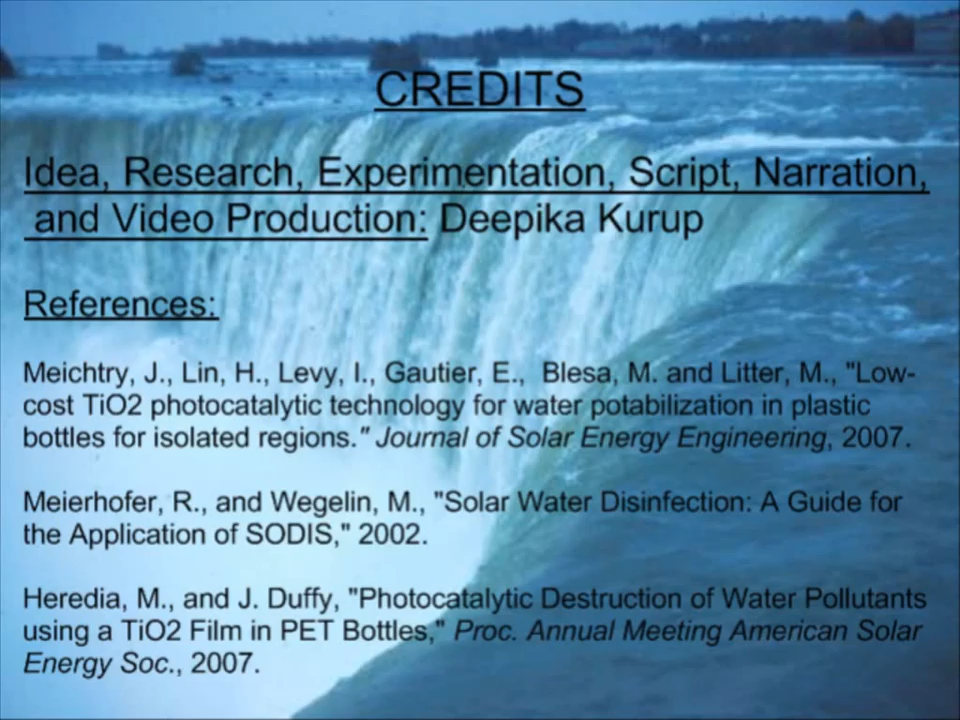 CREDITS
Idea, Research, Experimentation, Script, Narration,
and Video Production: Deepika Kurup
References:
Meichtry, J., Lin, H., Levy, I., Gautier, E.,  Blesa, M. and Litter, M., "Low-
cost TiO2 photocatalytic technology for water potabilization in plastic
bottles for isolated regions." Journal of Solar Energy Engineering, 2007.
Meierhofer, R., and Wegelin, M., "Solar Water Disinfection: A Guide for
the Application of SODIS," 2002.
Heredia, M., and J. Duffy, "Photocatalytic Destruction of Water Pollutants
using a TiO2 Film in PET Bottles," Proc. Annual Meeting American Solar
Energy Soc., 2007.